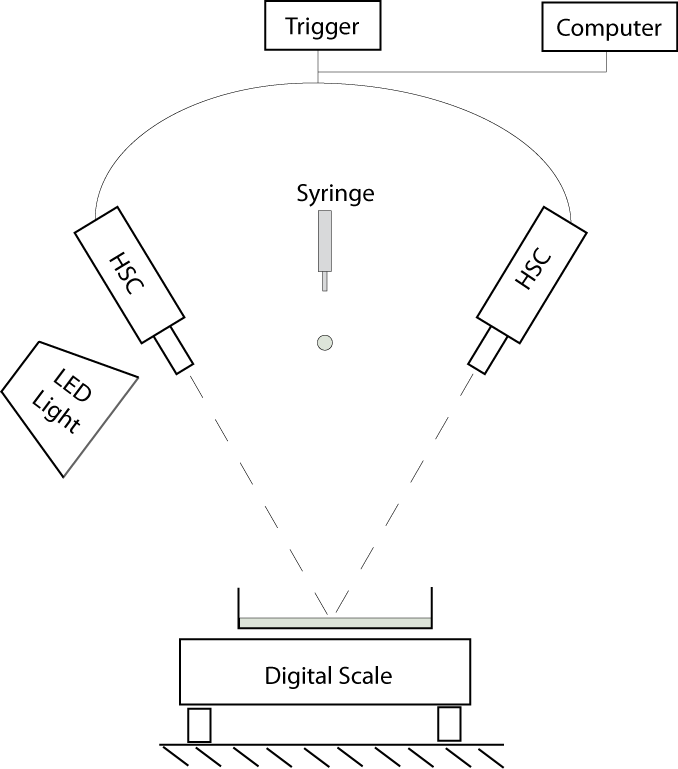 Trigger
Computer
Syringe
HSC
HSC
LED
Light
Digital Scale